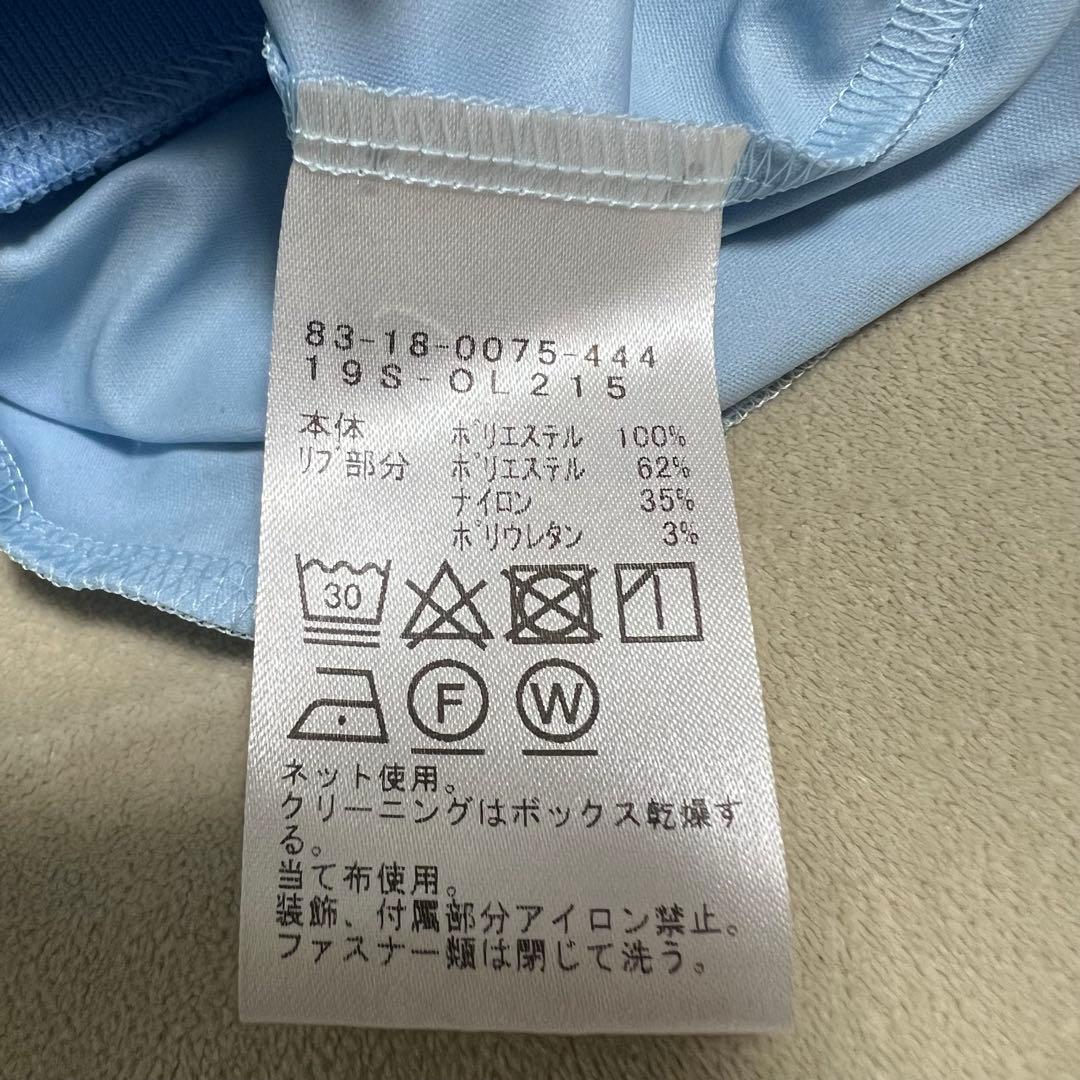 83-18-0075-444
19S-OL215
本体 ポリエステル 100%
リブ部分 ポリエステル 62%
ナイロン 35%
ポリウレタン 3%
30
F W
ネット使用。
クリーニングはボックス乾燥す
る。
当て布使用。
装飾、付属部分アイロン禁止。
ファスナー類は閉じて洗う。